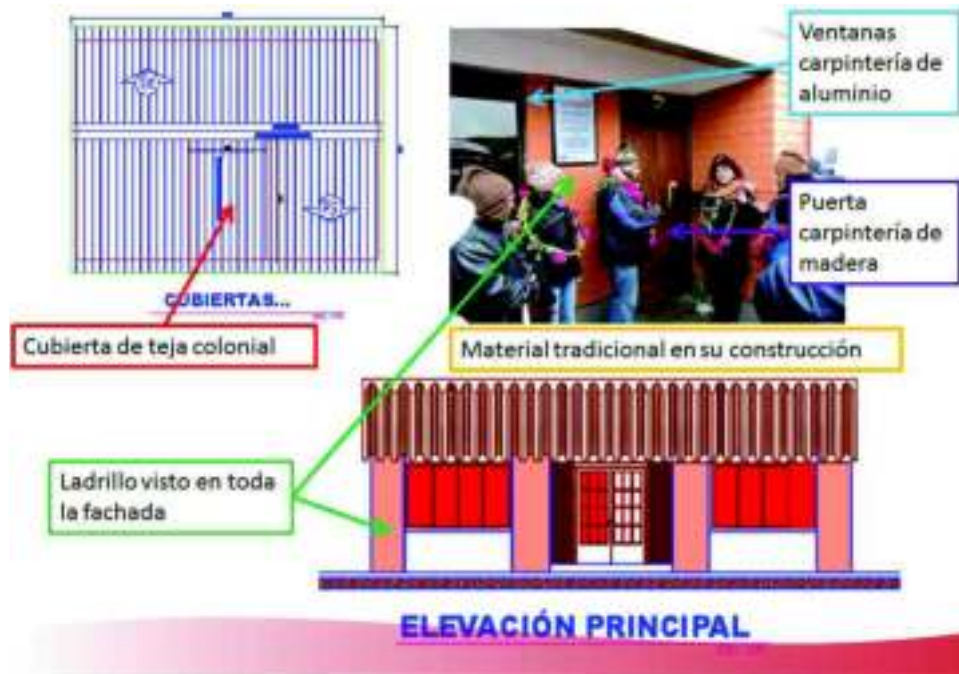 Ventanas
carpintería de
aluminio
Puerta
carpintería de
madera
CUBIERTAS...
Cubierta de teja colonial
Material tradicional en su construcción
Ladrillo visto en toda
la fachada
ELEVACIÓN PRINCIPAL